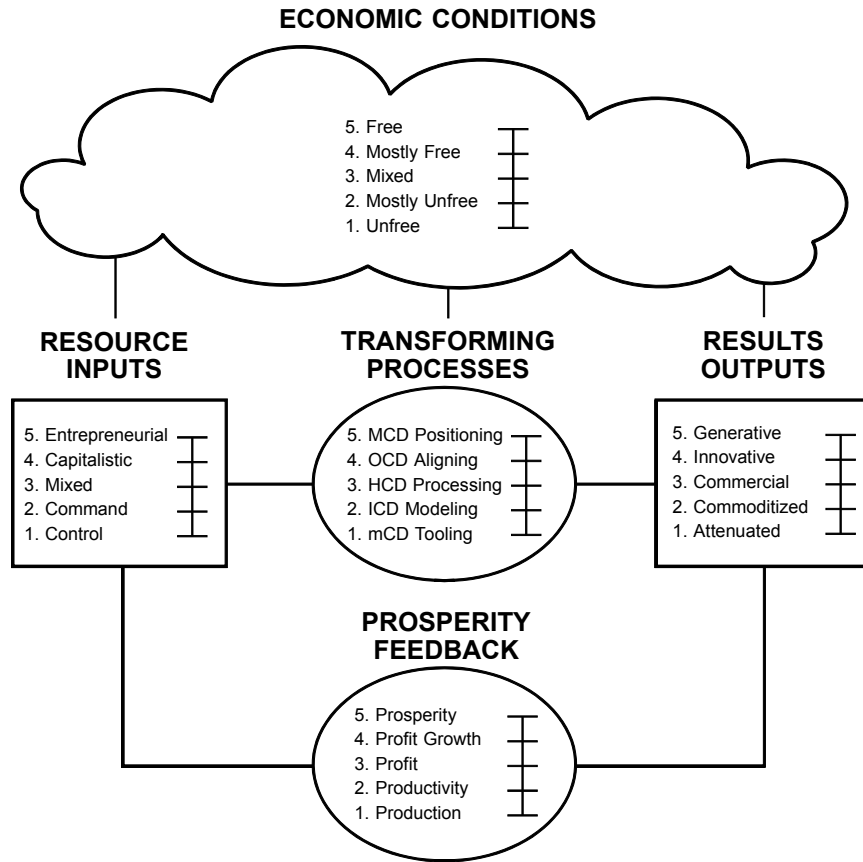 ECONOMIC CONDITIONS
5. Free
4. Mostly Free
3. Mixed
2. Mostly Unfree
1. Unfree
RESOURCE
INPUTS
5. Entrepreneurial
4. Capitalistic
3. Mixed
2. Command
1. Control
TRANSFORMING
PROCESSES
5. MCD Positioning
4. OCD Aligning
3. HCD Processing
2. ICD Modeling
1. mCD Tooling
RESULTS
OUTPUTS
5. Generative
4. Innovative
3. Commercial
2. Commoditized
1. Attenuated
PROSPERITY
FEEDBACK
5. Prosperity
4. Profit Growth
3. Profit
2. Productivity
1. Production